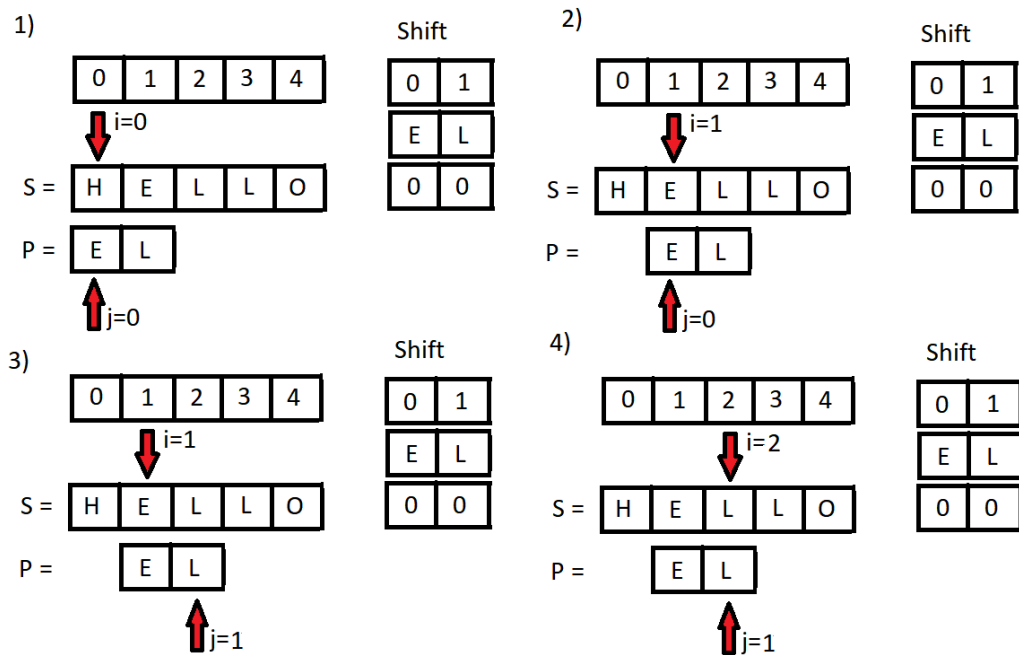 1)
Shift
0 1 2 3 4
0 1
i=0
E L
S = H E L L O
0 0
P = E L
j=0
2)
Shift
0 1 2 3 4
0 1
i=1
E L
S = H E L L O
0 0
P = E L
j=0
3)
Shift
0 1 2 3 4
0 1
i=1
E L
S = H E L L O
0 0
P = E L
j=1
4)
Shift
0 1 2 3 4
0 1
i=2
E L
S = H E L L O
0 0
P = E L
j=1